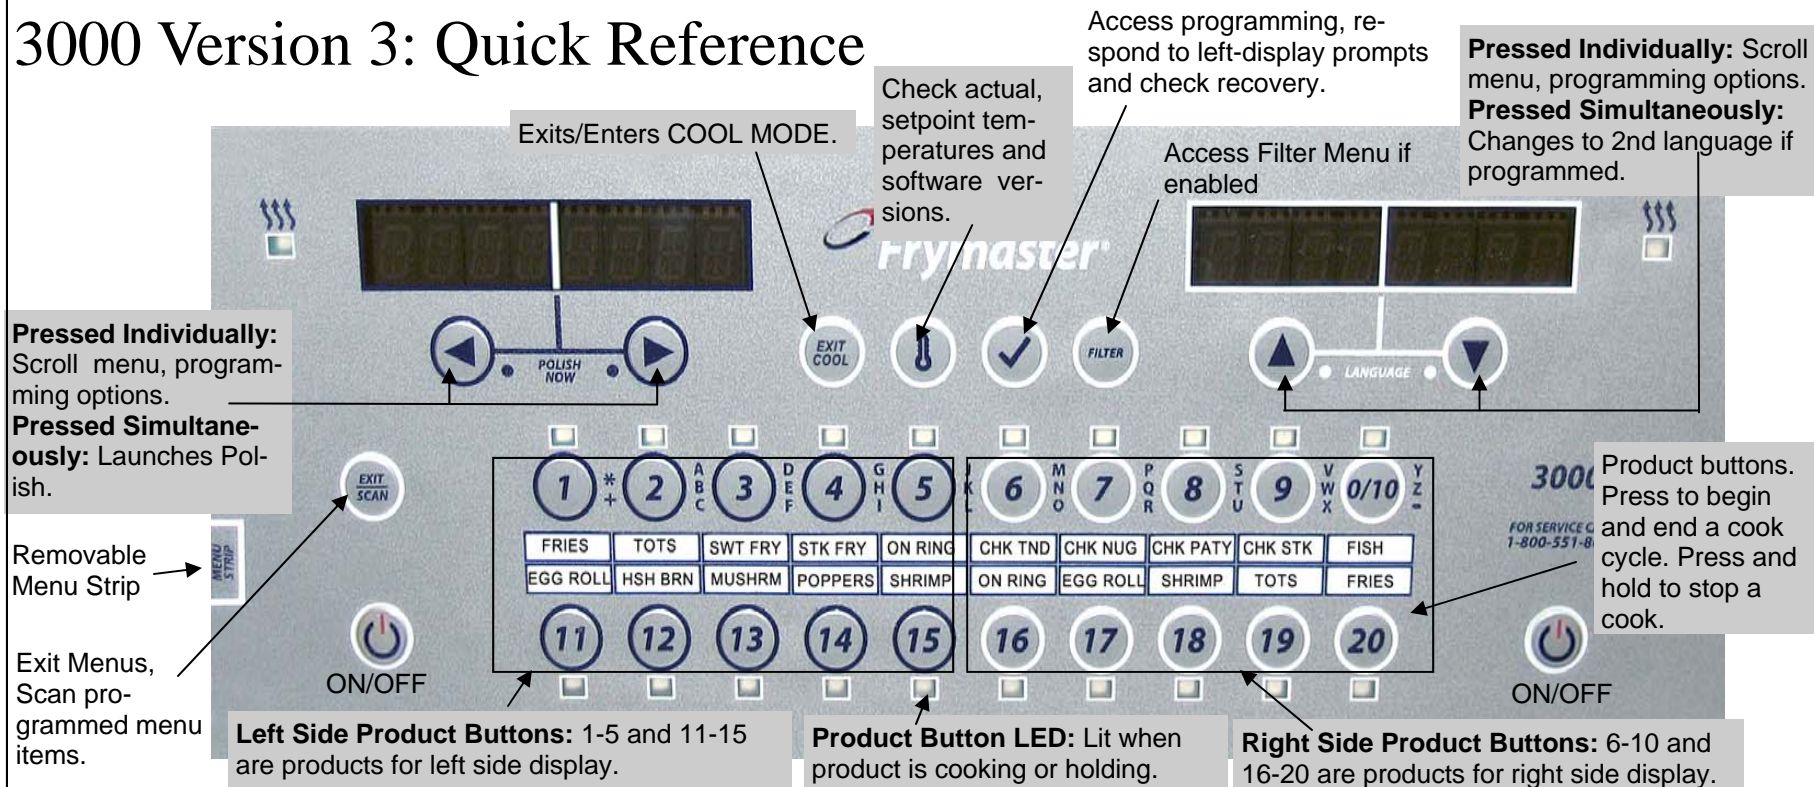 3000 Version 3: Quick Reference
Access programming, re-
spond to left-display prompts
and check recovery.
Pressed Individually: Scroll
menu, programming options.
Pressed Simultaneously:
Changes to 2nd language if
programmed.
Check actual,
setpoint tem-
peratures and
software ver-
sions.
Exits/Enters COOL MODE.
Access Filter Menu if
enabled
Frymaster
Pressed Individually:
Scroll menu, program-
ming options.
Pressed Simultane-
ously: Launches Pol-
ish.
POLISH
NOW
EXIT
COOL
FILTER
LANGUAGE
EXIT
SCAN
1 * + 2 A B C 3 D E F 4 G H I 5 J K L 6 M N O 7 P Q R 8 S T U 9 V W X 0/10 Y Z -
FRIES TOTS SWT FRY STK FRY ON RING CHK TND CHK NUG CHK PATY CHK STK FISH
EGG ROLL HSH BRN MUSHRM POPPERS SHRIMP ON RING EGG ROLL SHRIMP TOTS FRIES
11 12 13 14 15 16 17 18 19 20
3000
FOR SERVICE
1-800-551-8
Product buttons.
Press to begin
and end a cook
cycle. Press and
hold to stop a
cook.
Removable
Menu Strip
MENU
STRIP
Exit Menus,
Scan pro-
grammed menu
items.
ON/OFF
ON/OFF
Left Side Product Buttons: 1-5 and 11-15
are products for left side display.
Product Button LED: Lit when
product is cooking or holding.
Right Side Product Buttons: 6-10 and
16-20 are products for right side display.